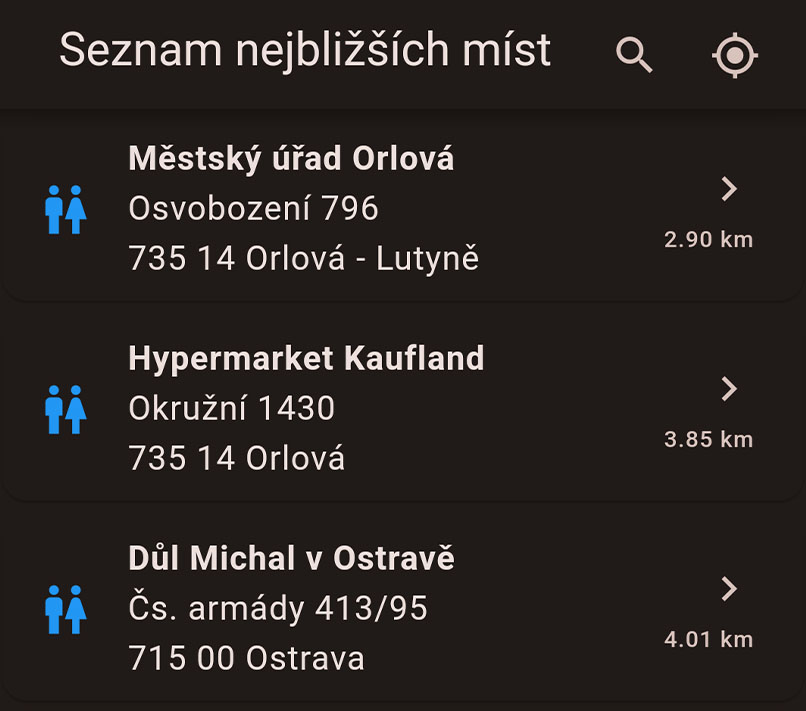 Seznam nejbližších míst
Městský úřad Orlová
Osvobození 796
735 14 Orlová - Lutyně
2.90 km
Hypermarket Kaufland
Okružní 1430
735 14 Orlová
3.85 km
Důl Michal v Ostravě
Čs. armády 413/95
715 00 Ostrava
4.01 km